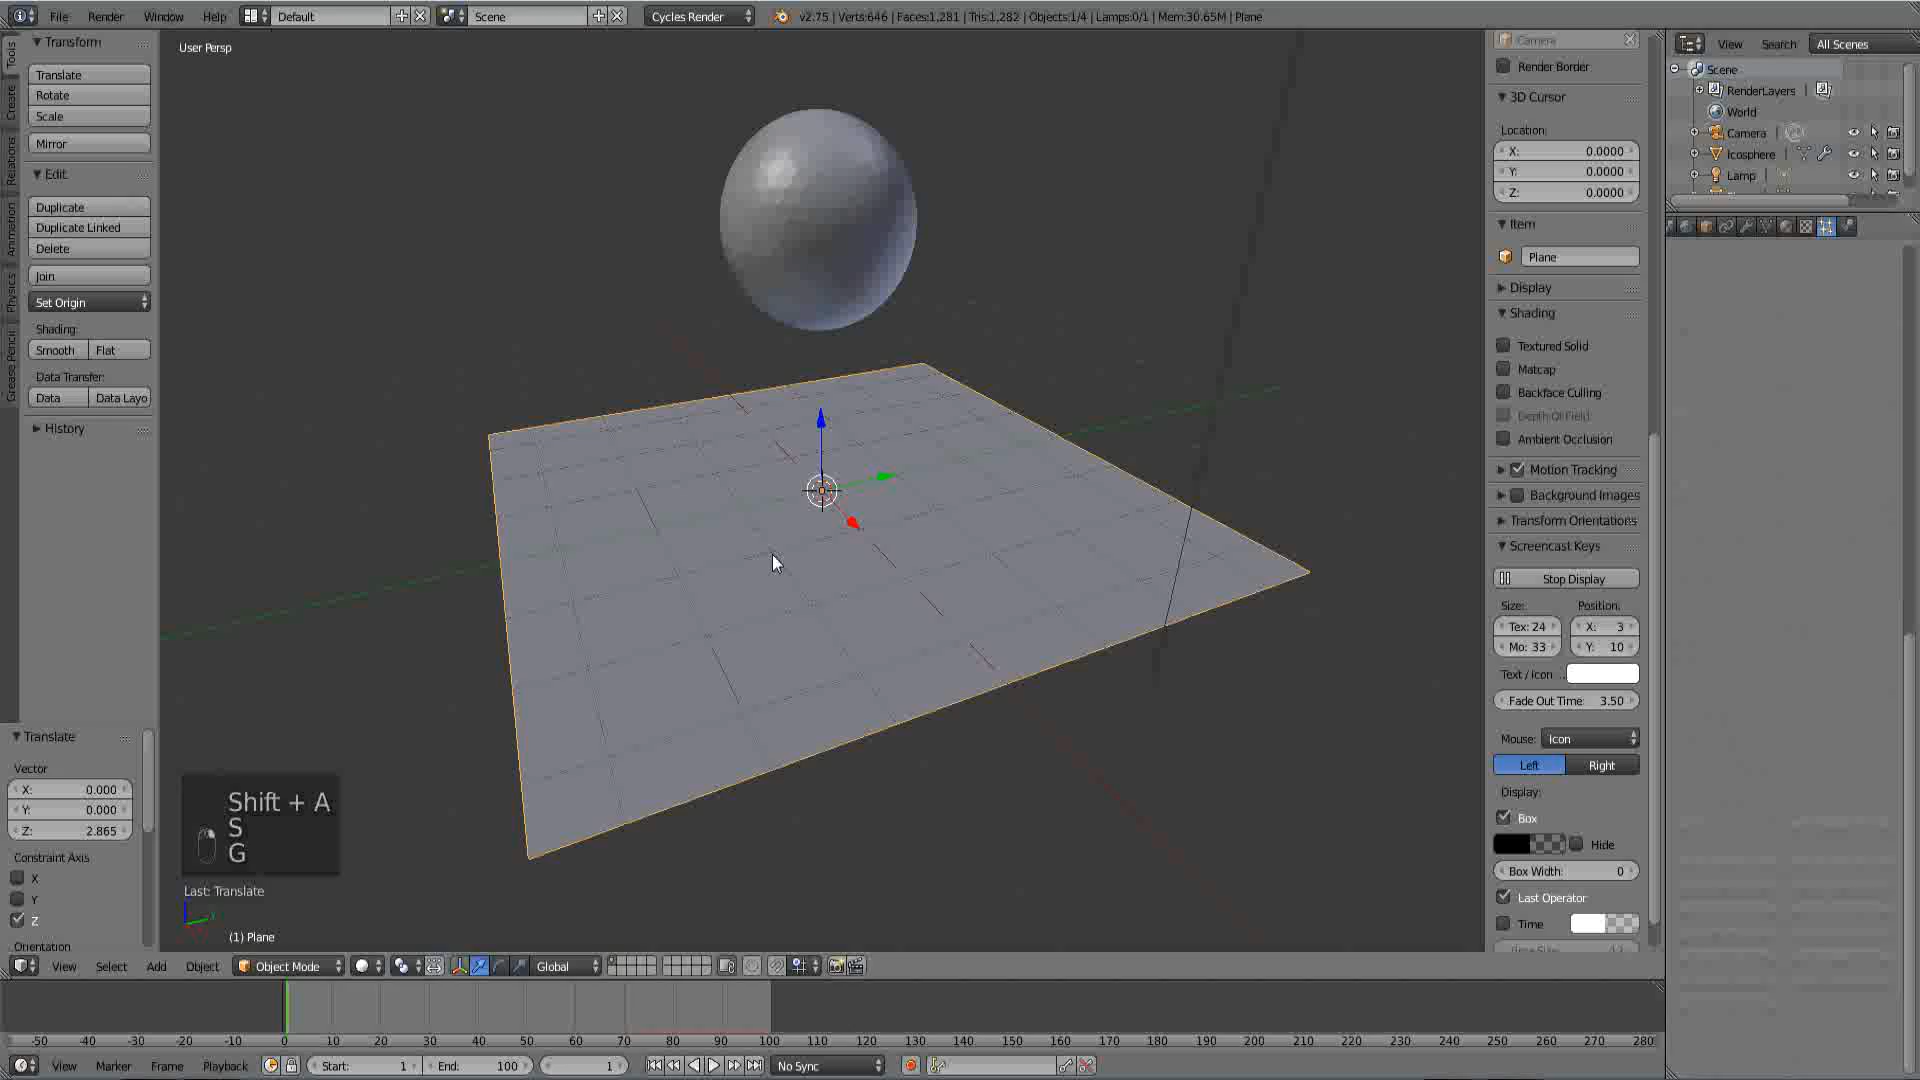 File Render Window Help Default Scene Cycles Render v2.75 | Verts:646 | Faces:1,281 | Tris:1,282 | Objects:1/4 | Lamps:0/1 | Mem:30.65M | Plane
Tools
Create
Relations
Animation
Physics
Grease Pencil
Transform
Translate
Rotate
Scale
Mirror
Edit
Duplicate
Duplicate Linked
Delete
Join
Set Origin
Shading:
Smooth Flat
Data Transfer:
Data Data Layo
History
Translate
Vector
X: 0.000
Y: 0.000
Z: 2.865
Constraint Axis
X
Y
Z
Orientation
User Persp
Shift + A
S
G
Last: Translate
(1) Plane
Camera
Render Border
3D Cursor
Location:
X: 0.0000
Y: 0.0000
Z: 0.0000
Item
Plane
Display
Shading
Textured Solid
Matcap
Backface Culling
Depth Of Field
Ambient Occlusion
Motion Tracking
Background Images
Transform Orientations
Screencast Keys
Stop Display
Size: Position:
Tex: 24 X: 3
Mo: 33 Y: 10
Text / Icon
Fade Out Time: 3.50
Mouse: Icon
Left Right
Display:
Box
Hide
Box Width: 0
Last Operator
Time
View Search All Scenes
Scene
RenderLayers
World
Camera
Icosphere
Lamp
View Select Add Object Object Mode Global
-50 -40 -30 -20 -10 0 10 20 30 40 50 60 70 80 90 100 110 120 130 140 150 160 170 180 190 200 210 220 230 240 250 260 270 280
View Marker Frame Playback Start: 1 End: 100 1 No Sync